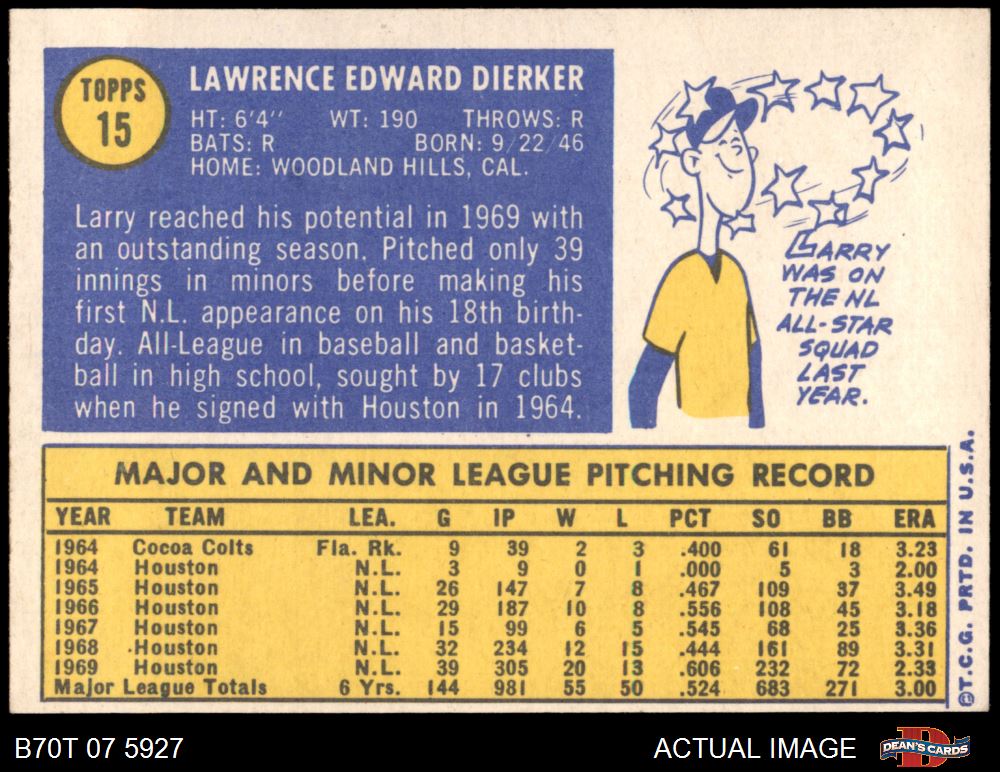 TOPPS
15
LAWRENCE EDWARD DIERKER
HT: 6'4" WT: 190 THROWS: R
BATS: R BORN: 9/22/46
HOME: WOODLAND HILLS, CAL.
Larry reached his potential in 1969 with
an outstanding season. Pitched only 39
innings in minors before making his
first N.L. appearance on his 18th birth-
day. All-League in baseball and basket-
ball in high school, sought by 17 clubs
when he signed with Houston in 1964.
LARRY
WAS ON
THE NL
ALL-STAR
SQUAD
LAST
YEAR.
MAJOR AND MINOR LEAGUE PITCHING RECORD
YEAR TEAM LEA. G IP W L PCT SO BB ERA
1964 Cocoa Colts Fla. Rk. 9 39 2 3 .400 61 18 3.23
1964 Houston N.L. 3 9 0 1 .000 5 3 2.00
1965 Houston N.L. 26 147 7 8 .467 109 37 3.49
1966 Houston N.L. 29 187 10 8 .556 108 45 3.18
1967 Houston N.L. 15 99 6 5 .545 68 25 3.36
1968 Houston N.L. 32 234 12 15 .444 161 89 3.31
1969 Houston N.L. 39 305 20 13 .606 232 72 2.33
Major League Totals 6 Yrs. 144 981 55 50 .524 683 271 3.00
©T.C.G. PRTD. IN U.S.A.
B70T 07 5927
ACTUAL IMAGE
D
DEAN'S CARDS